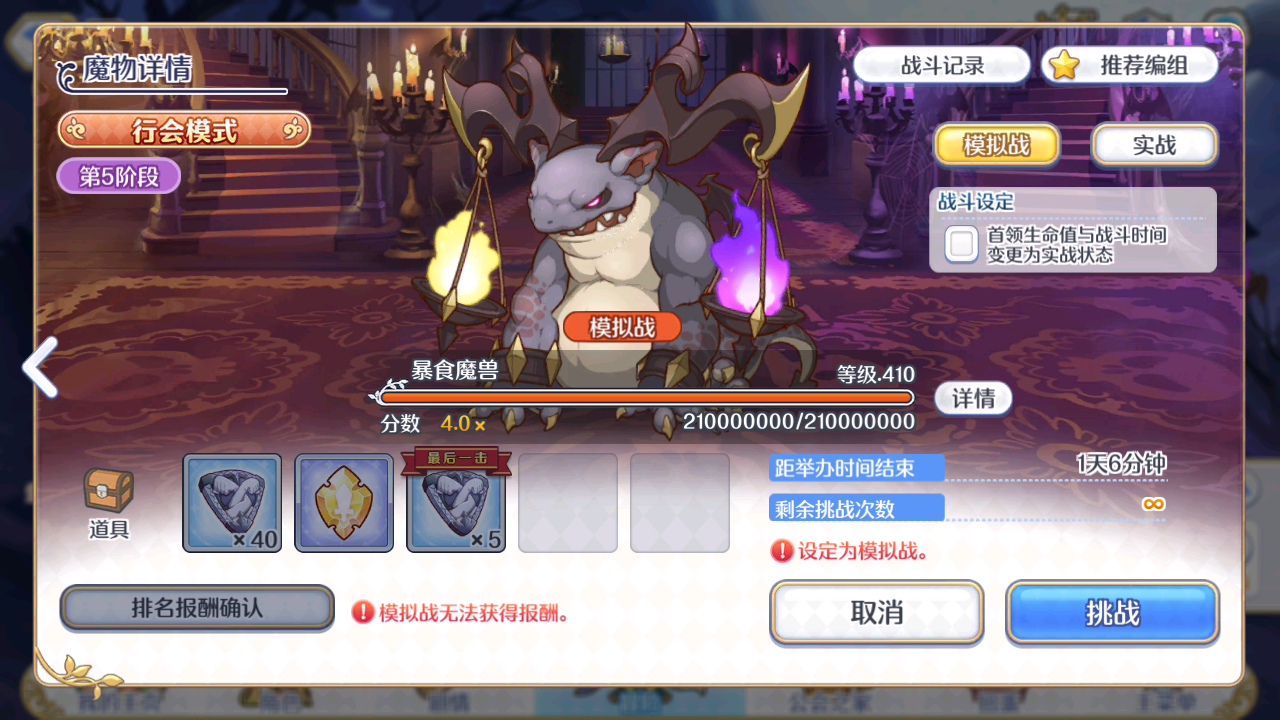 魔物详情
战斗记录
推荐编组
行会模式
第5阶段
模拟战
实战
战斗设定
首领生命值与战斗时间
变更为实战状态
模拟战
暴食魔兽
等级.410
详情
分数 4.0×
210000000/210000000
最后一击
道具
×40
×5
距举办时间结束
1天6分钟
剩余挑战次数
∞
设定为模拟战。
排名报酬确认
模拟战无法获得报酬。
取消
挑战